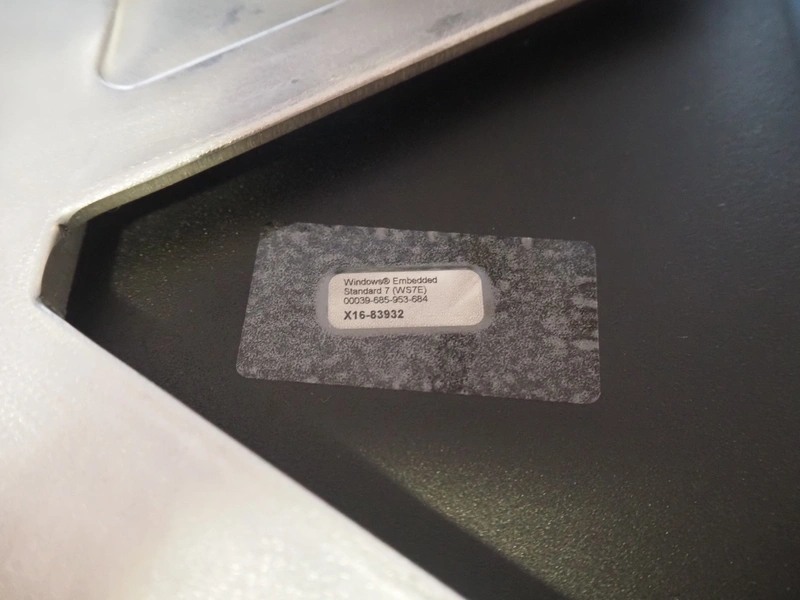 Windows® Embedded
Standard 7 (WS7E)
00039-685-953-684
X16-83932